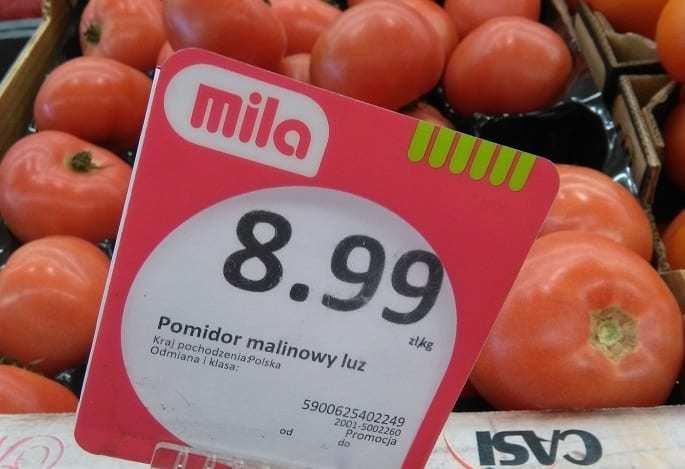 mila
8.99
zł/kg
Pomidor malinowy luz
Kraj pochodzenia:Polska
Odmiana i klasa:
5900625402249
2001-5002260
Promocja
od do
CASI